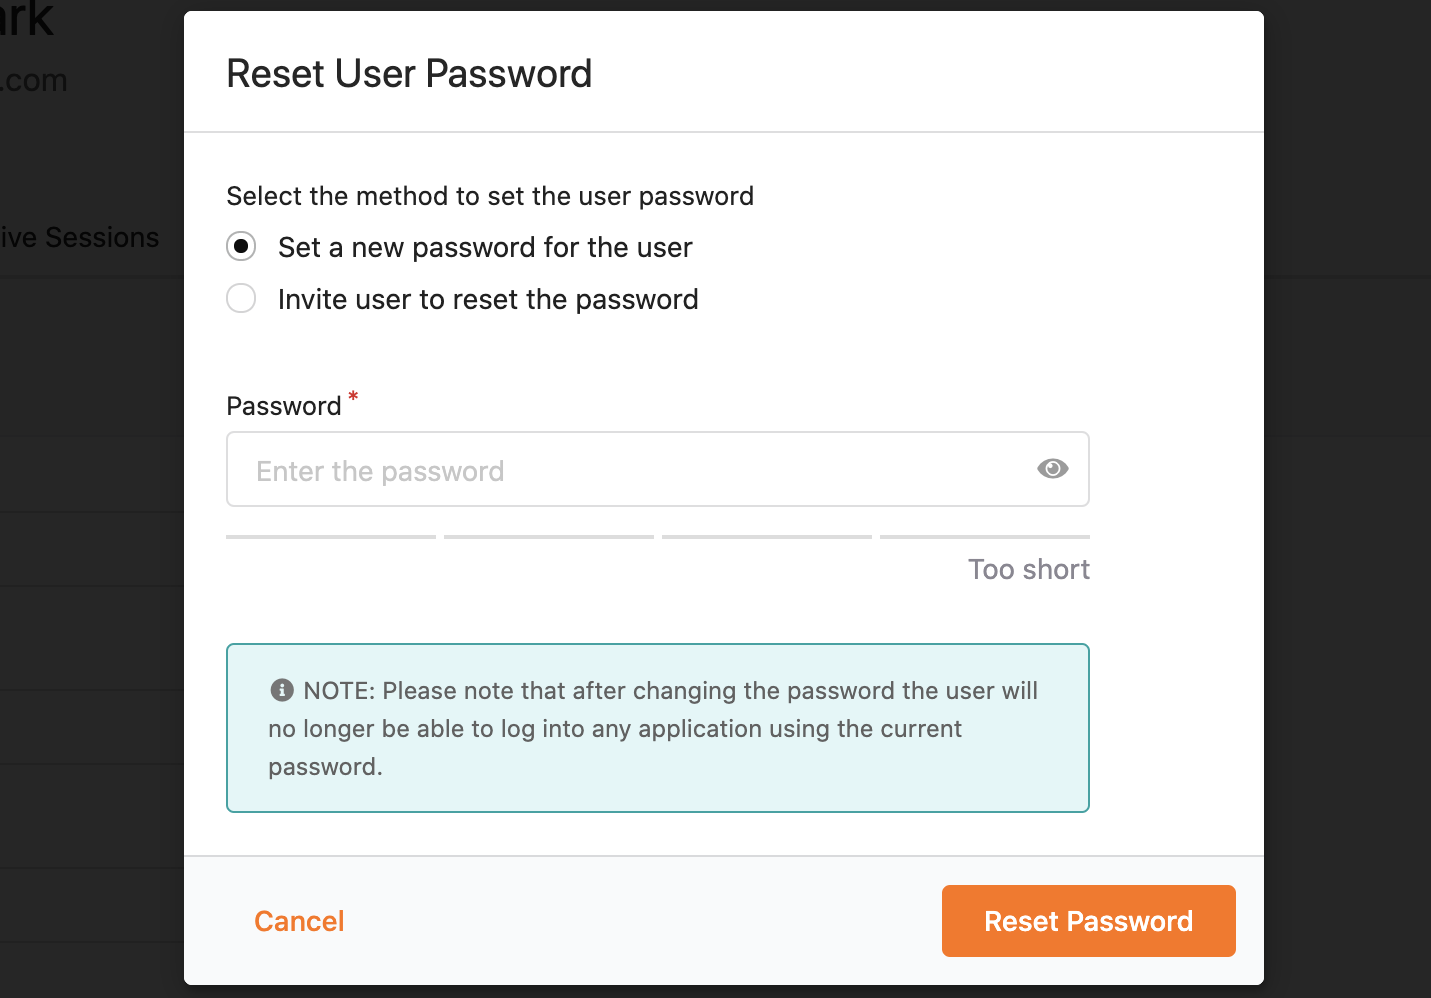 .com
ive Sessions
Reset User Password
Select the method to set the user password
Set a new password for the user
Invite user to reset the password
Password *
Enter the password
Too short
NOTE: Please note that after changing the password the user will
no longer be able to log into any application using the current
password.
Cancel
Reset Password